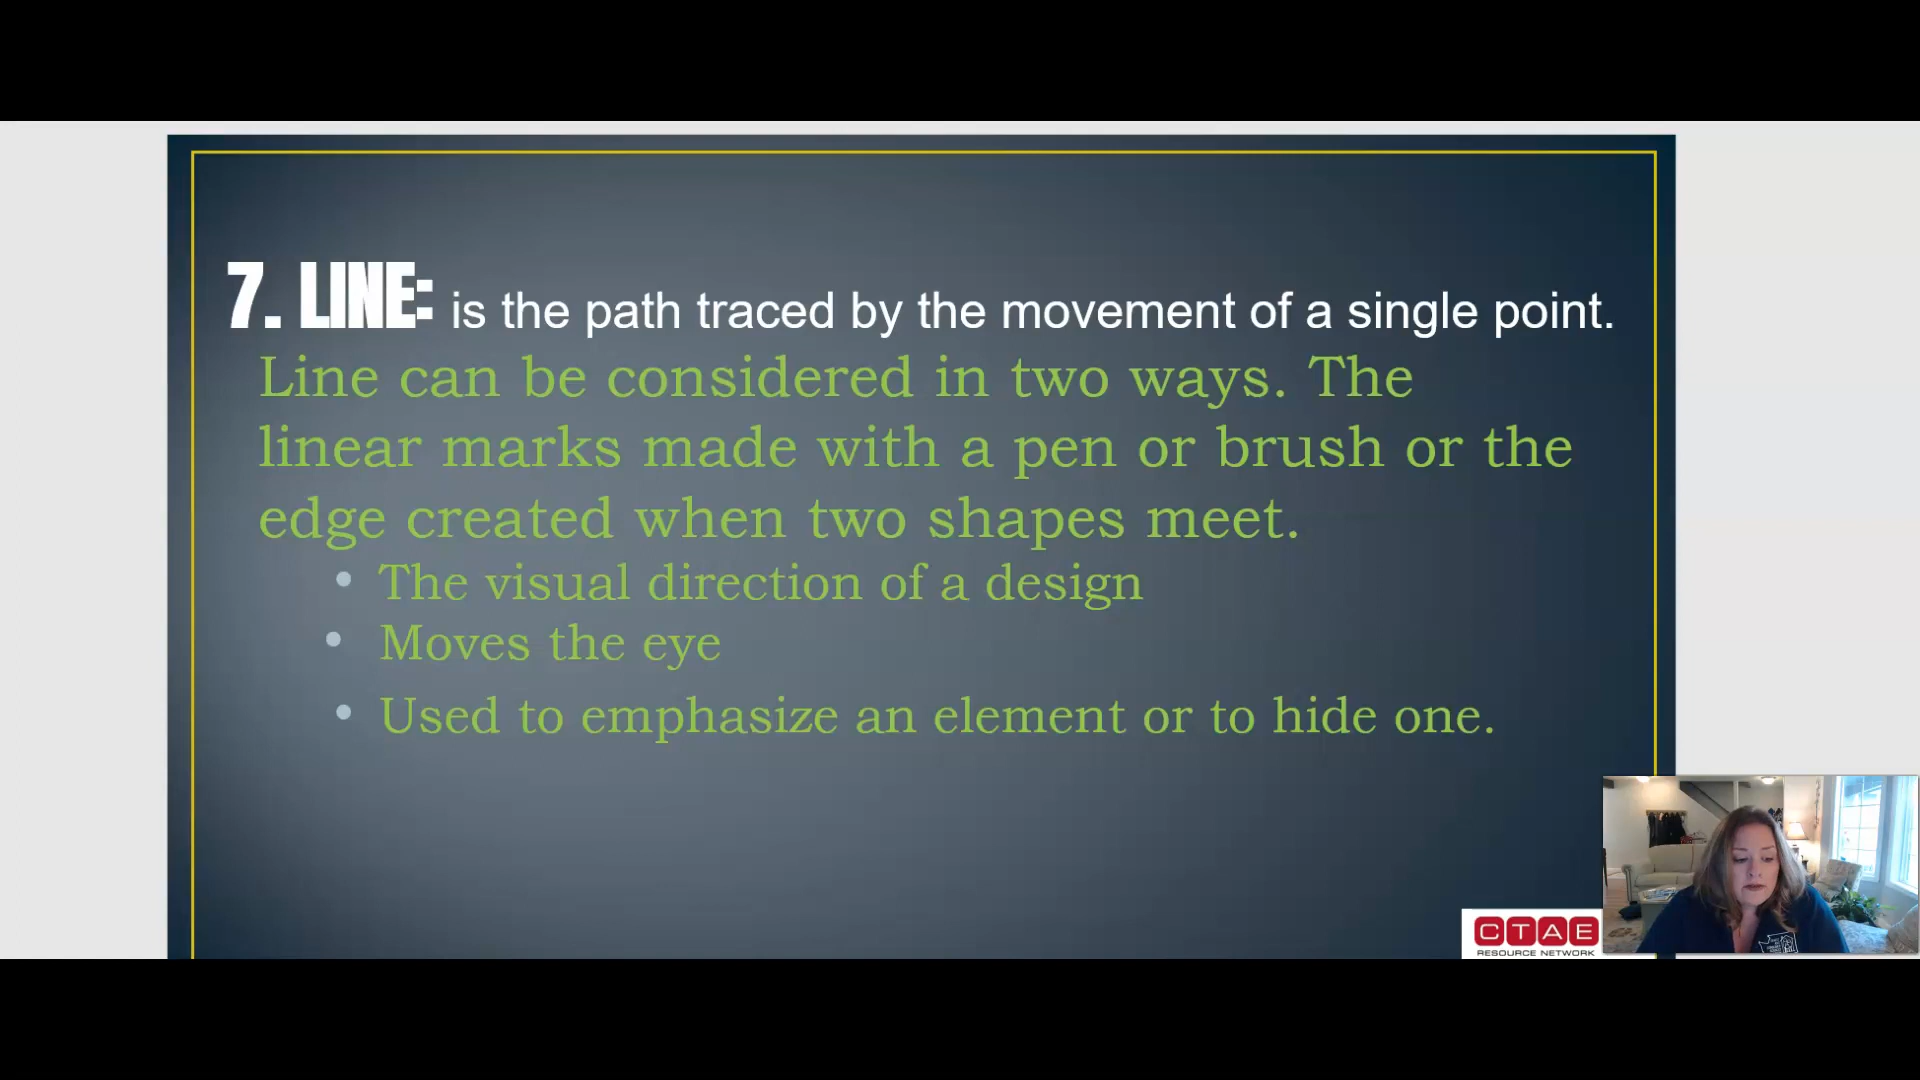 7. LINE: is the path traced by the movement of a single point.
Line can be considered in two ways. The
linear marks made with a pen or brush or the
edge created when two shapes meet.
• The visual direction of a design
• Moves the eye
• Used to emphasize an element or to hide one.
CTAE
RESOURCE NETWORK